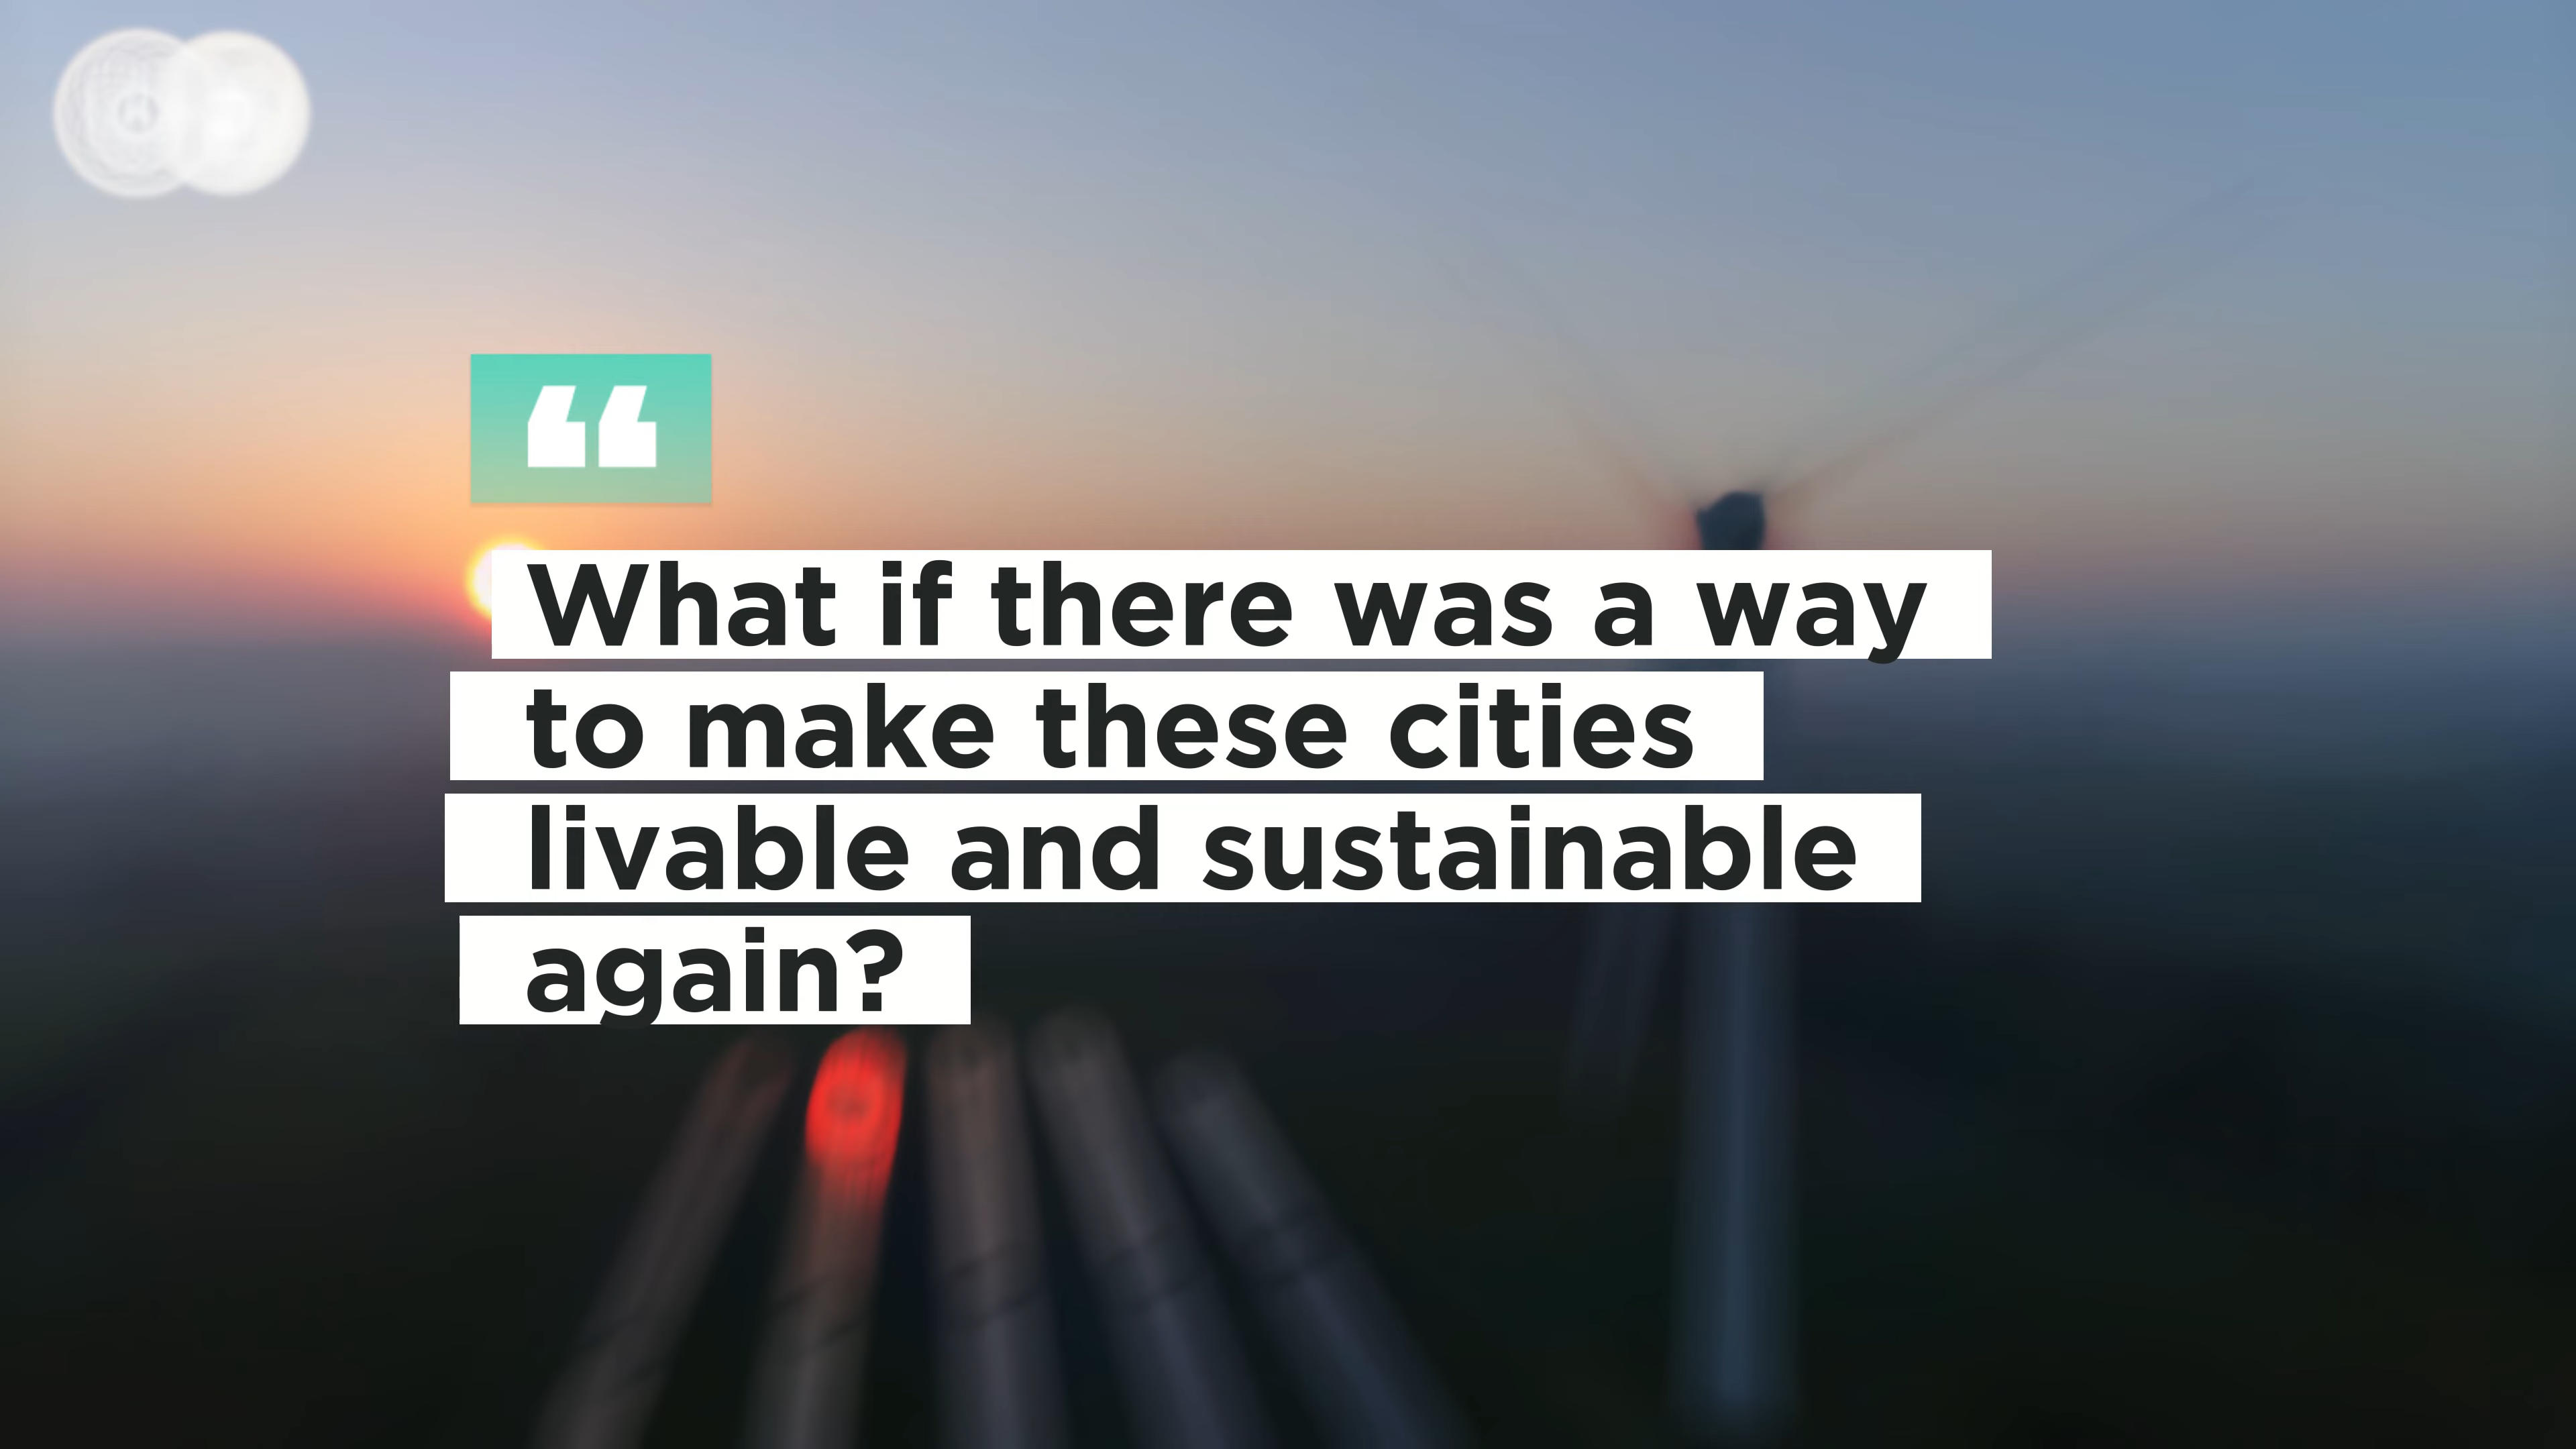 “
What if there was a way
to make these cities
livable and sustainable
again?